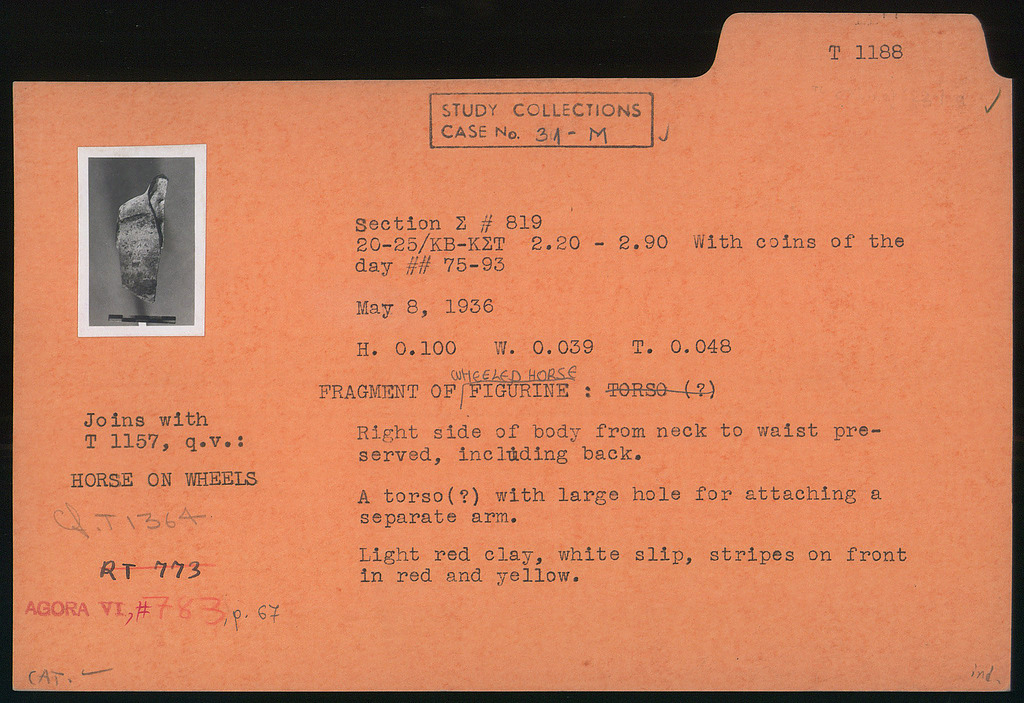 T 1188
STUDY COLLECTIONS
CASE No. 31-M
Section Σ # 819
20-25/ΚΒ-ΚΣΤ 2.20 - 2.90 With coins of the
day ## 75-93
May 8, 1936
H. 0.100 W. 0.039 T. 0.048
WHEELED HORSE
FRAGMENT OF FIGURINE : TORSO (?)
Right side of body from neck to waist pre-
served, including back.
A torso(?) with large hole for attaching a
separate arm.
Light red clay, white slip, stripes on front
in red and yellow.
Joins with
T 1157, q.v.:
HORSE ON WHEELS
T 1364
RT 773
AGORA VI, # 783, p. 67
CAT.
ind.